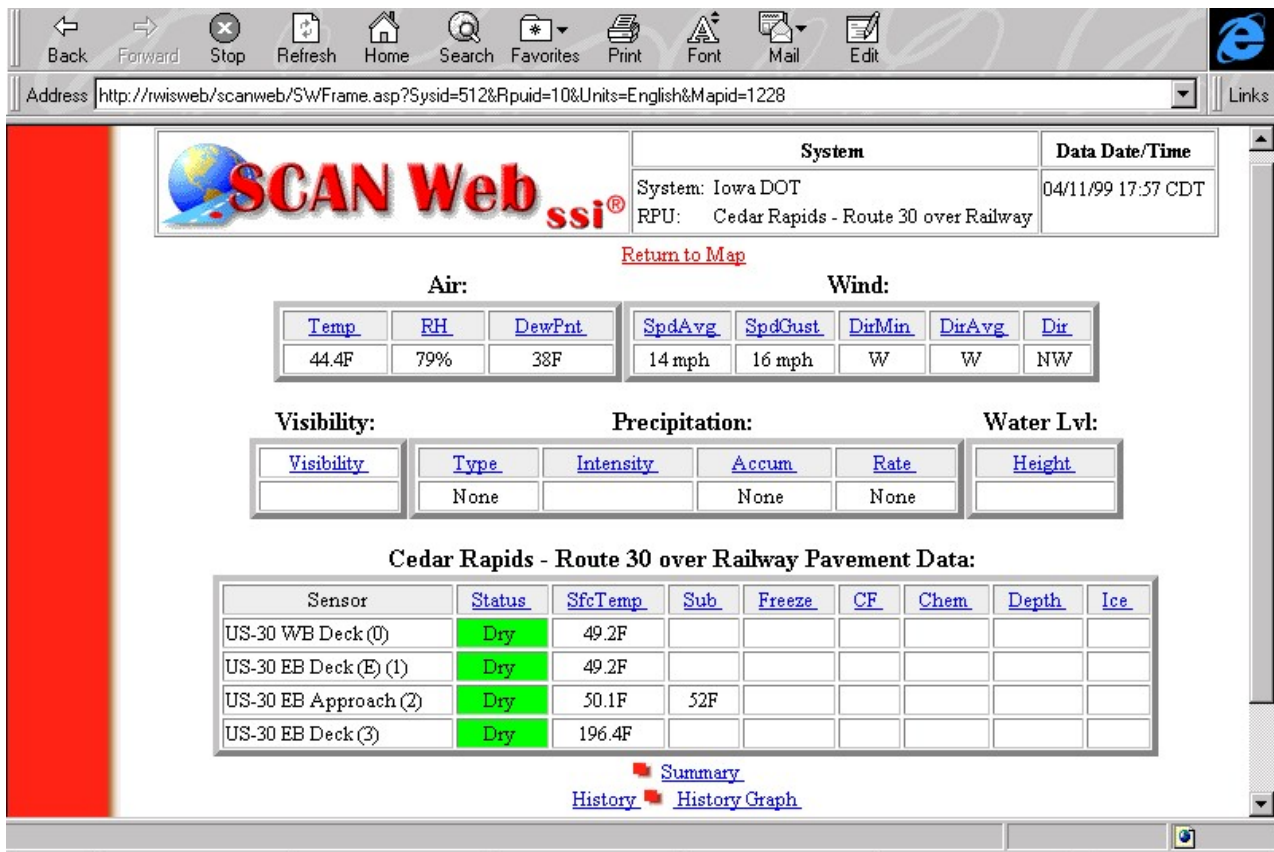 Back Forward Stop Refresh Home Search Favorites Print Font Mail Edit
Address http://rwisweb/scanweb/SWFrame.asp?Sysid=512&Rpuid=10&Units=English&Mapid=1228 Links
SCAN Web ssi®
System Data Date/Time
System: Iowa DOT 04/11/99 17:57 CDT
RPU: Cedar Rapids - Route 30 over Railway
Return to Map
Air: Wind:
Temp RH DewPnt SpdAvg SpdGust DirMin DirAvg Dir
44.4F 79% 38F 14 mph 16 mph W W NW
Visibility: Precipitation: Water Lvl:
Visibility Type Intensity Accum Rate Height
None None None
Cedar Rapids - Route 30 over Railway Pavement Data:
Sensor Status SfcTemp Sub Freeze CF Chem Depth Ice
US-30 WB Deck (0) Dry 49.2F
US-30 EB Deck (E) (1) Dry 49.2F
US-30 EB Approach (2) Dry 50.1F 52F
US-30 EB Deck (3) Dry 196.4F
Summary
History History Graph